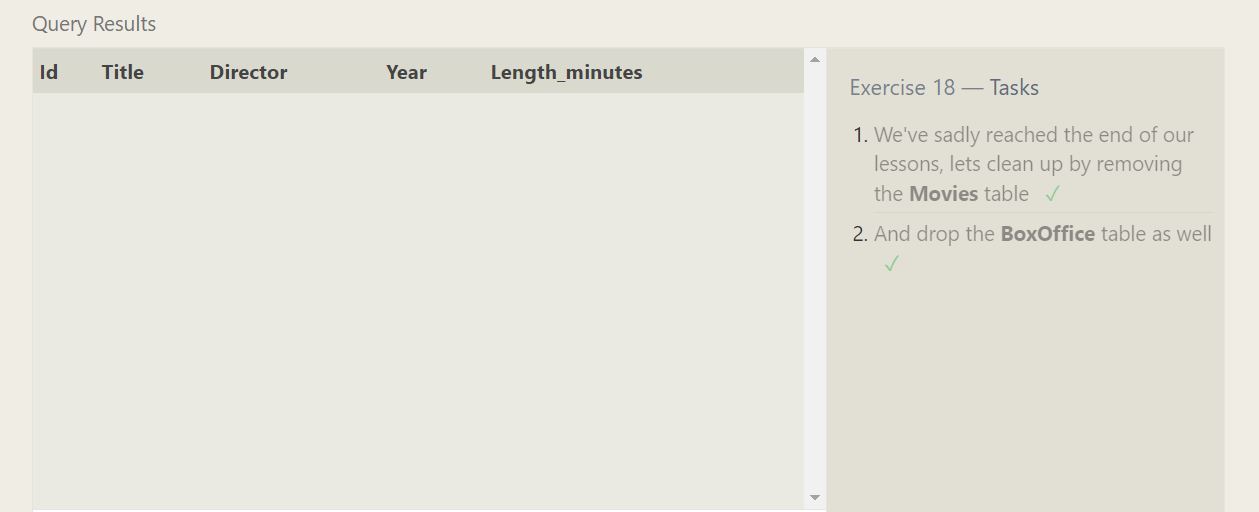 Query Results
Id Title Director Year Length_minutes
Exercise 18 — Tasks
1. We've sadly reached the end of our
lessons, lets clean up by removing
the Movies table ✓
2. And drop the BoxOffice table as well
✓